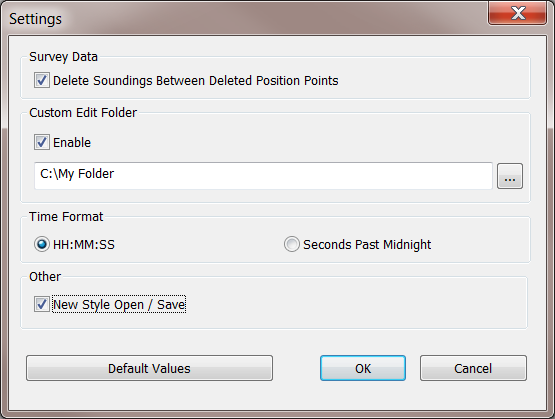 Settings
Survey Data
Delete Soundings Between Deleted Position Points
Custom Edit Folder
Enable
C:\My Folder
...
Time Format
HH:MM:SS Seconds Past Midnight
Other
New Style Open / Save
Default Values OK Cancel